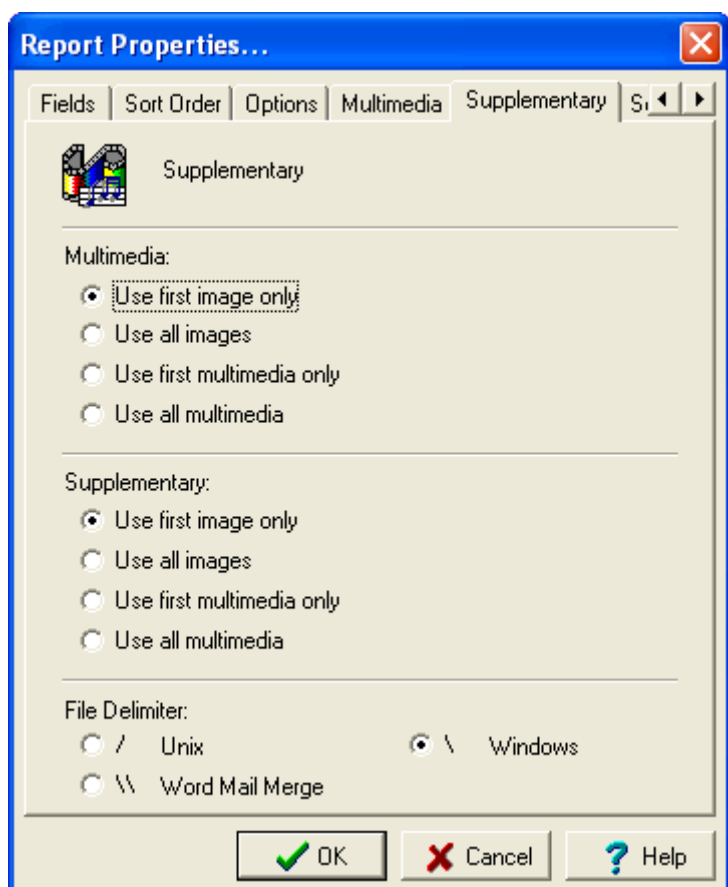 Report Properties...
Fields Sort Order Options Multimedia Supplementary
Supplementary
Multimedia:
Use first image only
Use all images
Use first multimedia only
Use all multimedia
Supplementary:
Use first image only
Use all images
Use first multimedia only
Use all multimedia
File Delimiter:
/ Unix \ Windows
\\ Word Mail Merge
OK Cancel Help